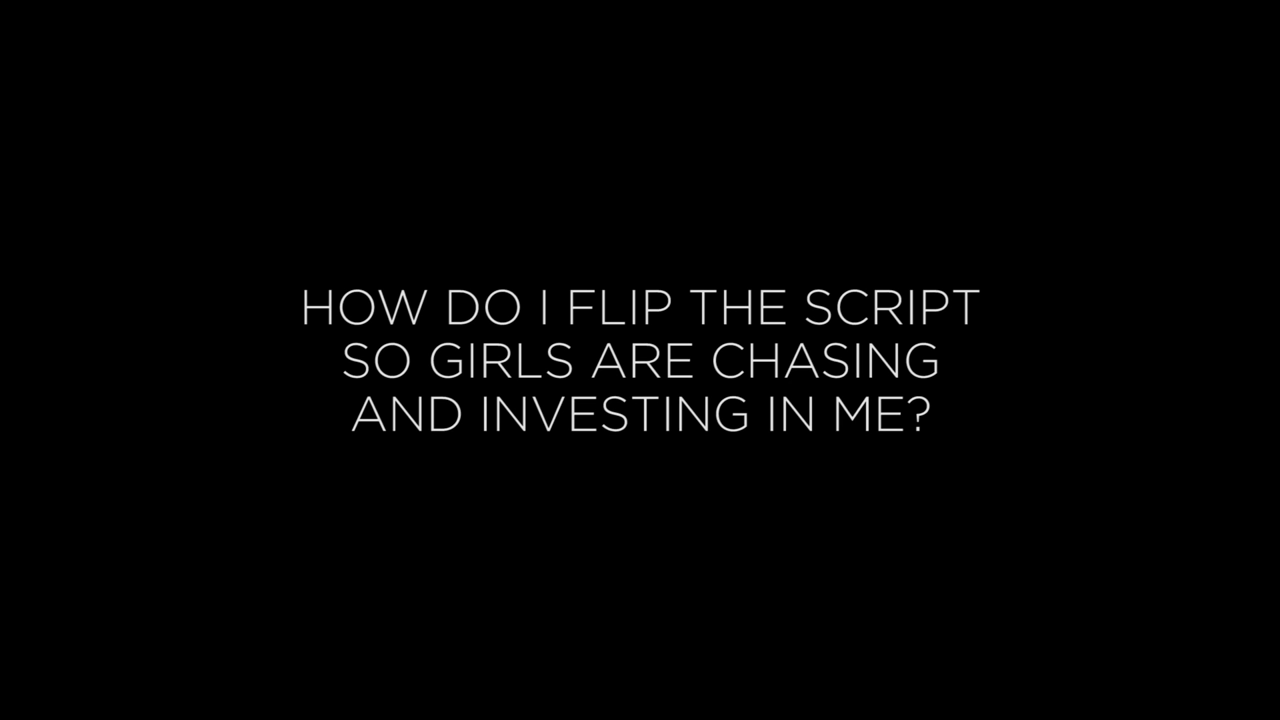 HOW DO I FLIP THE SCRIPT
SO GIRLS ARE CHASING
AND INVESTING IN ME?